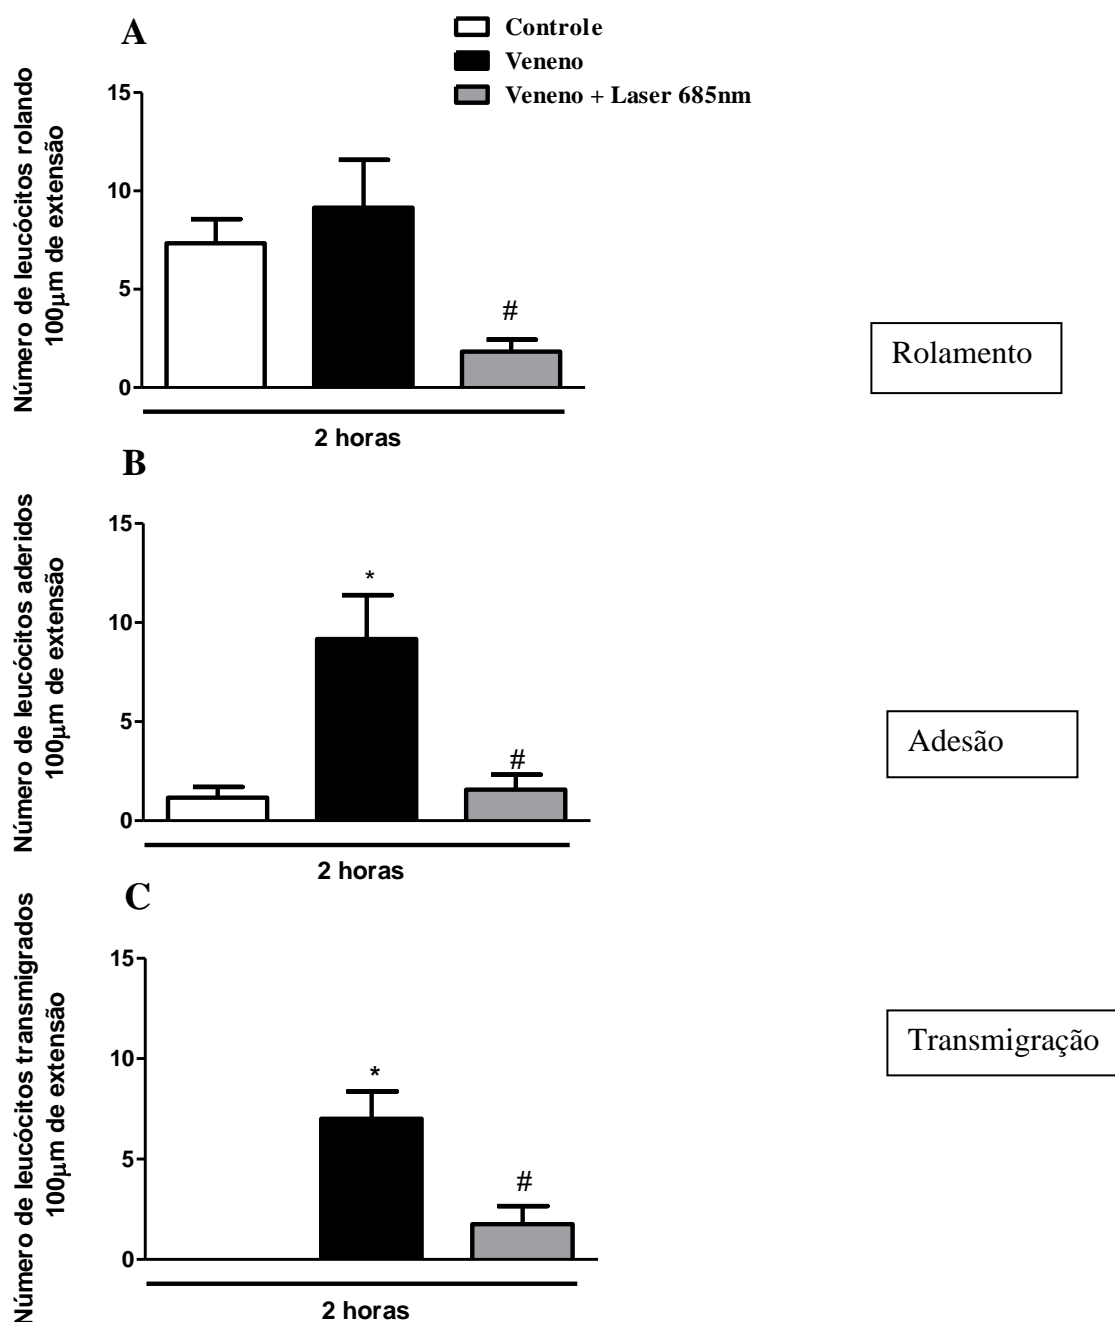 A
Controle
Veneno
Veneno + Laser 685nm
Número de leucócitos rolando
100µm de extensão
15
10
5
0
#
2 horas
Rolamento
B
Número de leucócitos aderidos
100µm de extensão
15
10
5
0
*
#
2 horas
Adesão
C
Número de leucócitos transmigrados
100µm de extensão
15
10
5
0
*
#
2 horas
Transmigração